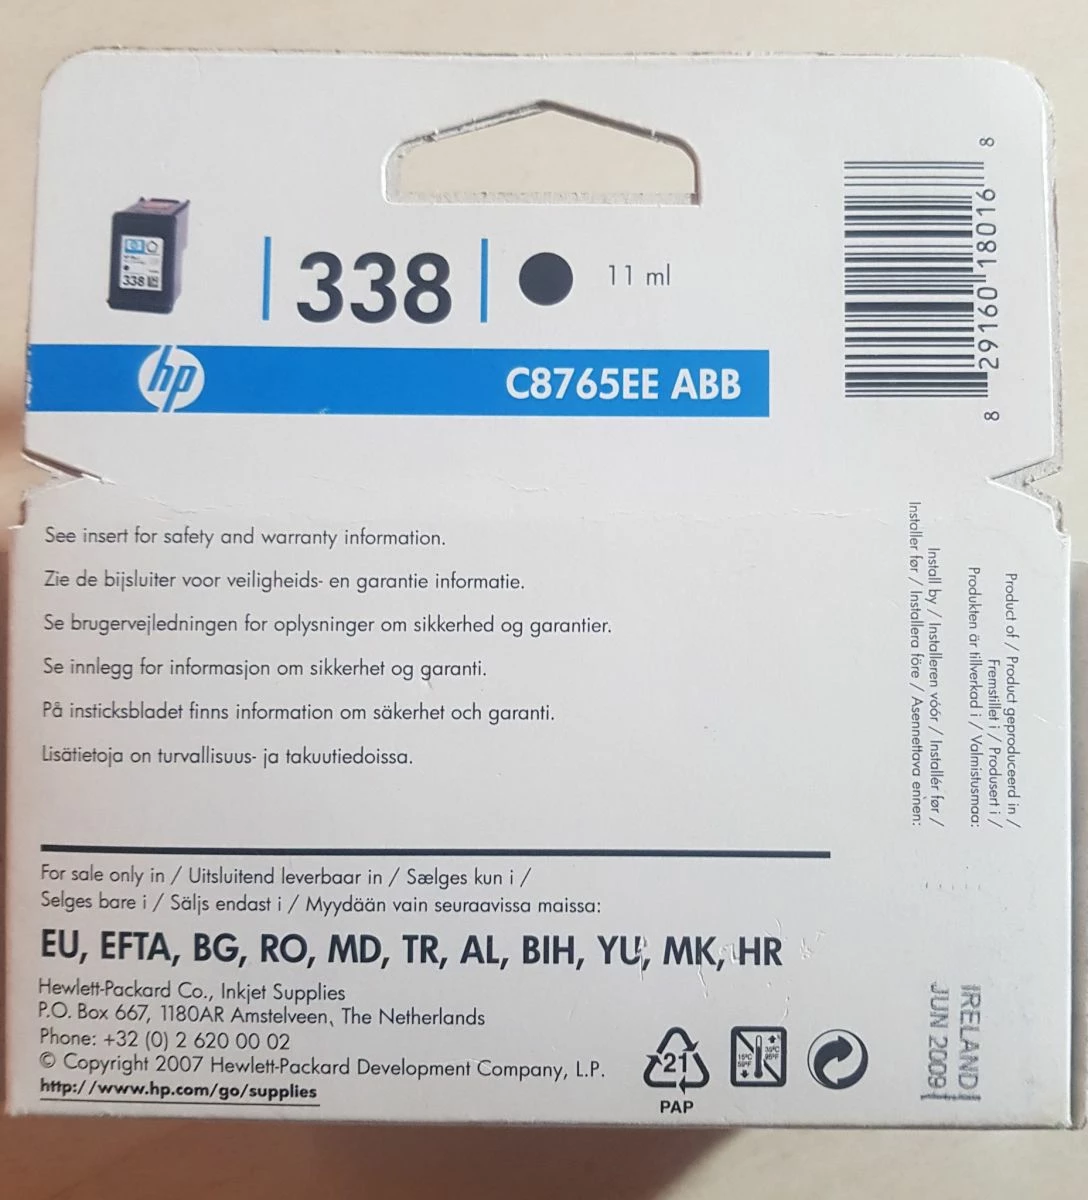 338
11 ml
hp
C8765EE ABB
8
29160 18016
8
hp
338
See insert for safety and warranty information.
Zie de bijsluiter voor veiligheids- en garantie informatie.
Se brugervejledningen for oplysninger om sikkerhed og garantier.
Se innlegg for informasjon om sikkerhet og garanti.
På insticksbladet finns information om säkerhet och garanti.
Lisätietoja on turvallisuus- ja takuutiedoissa.
Product of / Product geproduceerd in /
Fremstillet i / Produsert i /
Produkten är tillverkad i / Valmistusmaa:
Install by / Installeren vóór / Installér før /
Installer før / Installera före / Asennettava ennen:
For sale only in / Uitsluitend leverbaar in / Sælges kun i /
Selges bare i / Säljs endast i / Myydään vain seuraavissa maissa:
EU, EFTA, BG, RO, MD, TR, AL, BIH, YU, MK, HR
Hewlett-Packard Co., Inkjet Supplies
P.O. Box 667, 1180AR Amstelveen, The Netherlands
Phone: +32 (0) 2 620 00 02
© Copyright 2007 Hewlett-Packard Development Company, L.P.
http://www.hp.com/go/supplies
21
PAP
15°C
59°F
35°C
95°F
IRELAND
JUN 2009